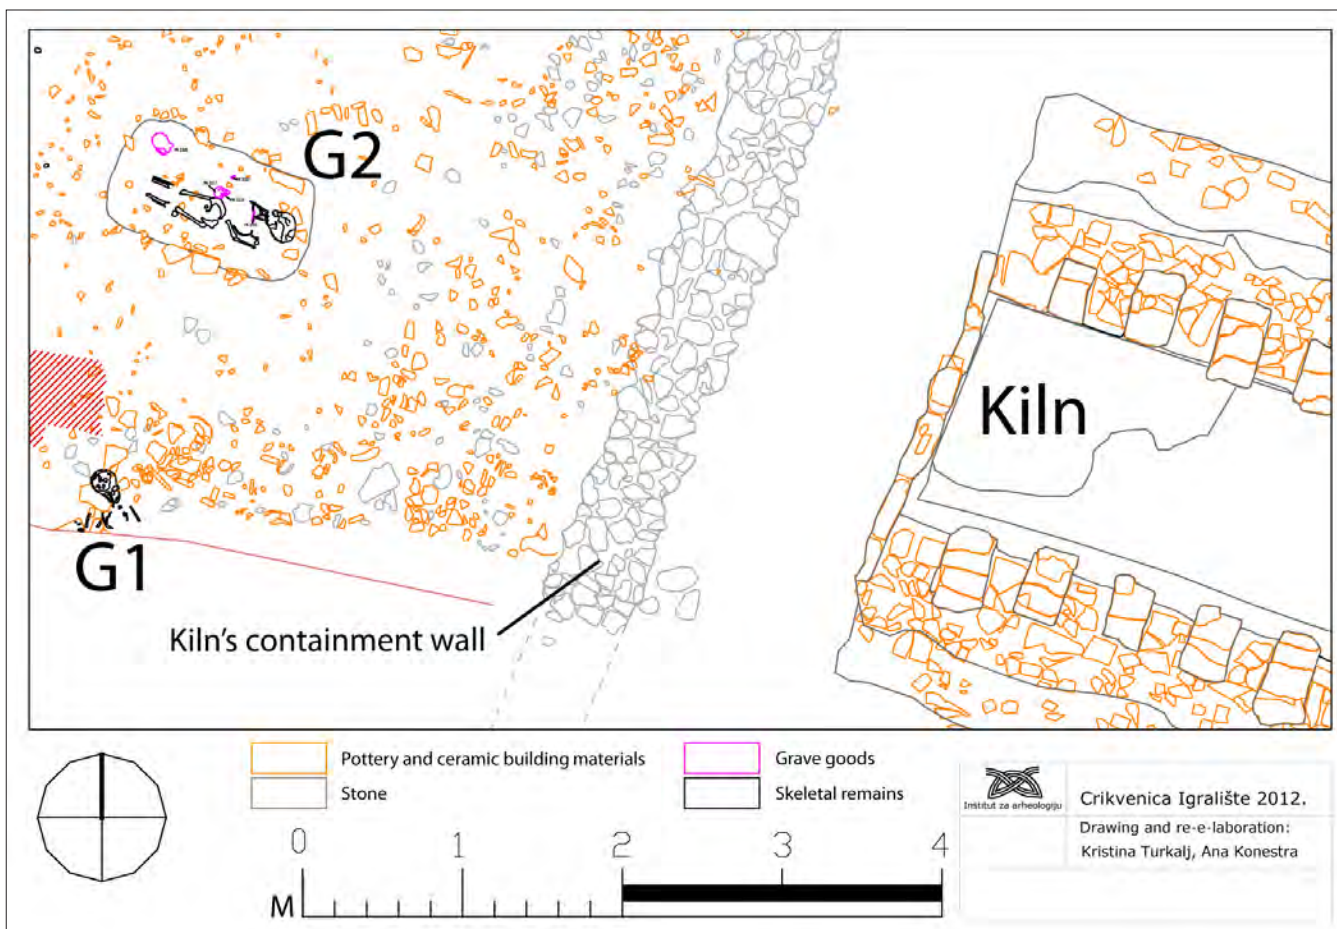 G2
Kiln
G1
Kiln's containment wall
Pottery and ceramic building materials
Grave goods
Stone
Skeletal remains
0 1 2 3 4
M
Institut za arheologiju
Crikvenica Igralište 2012.
Drawing and re-e-laboration:
Kristina Turkalj, Ana Konestra